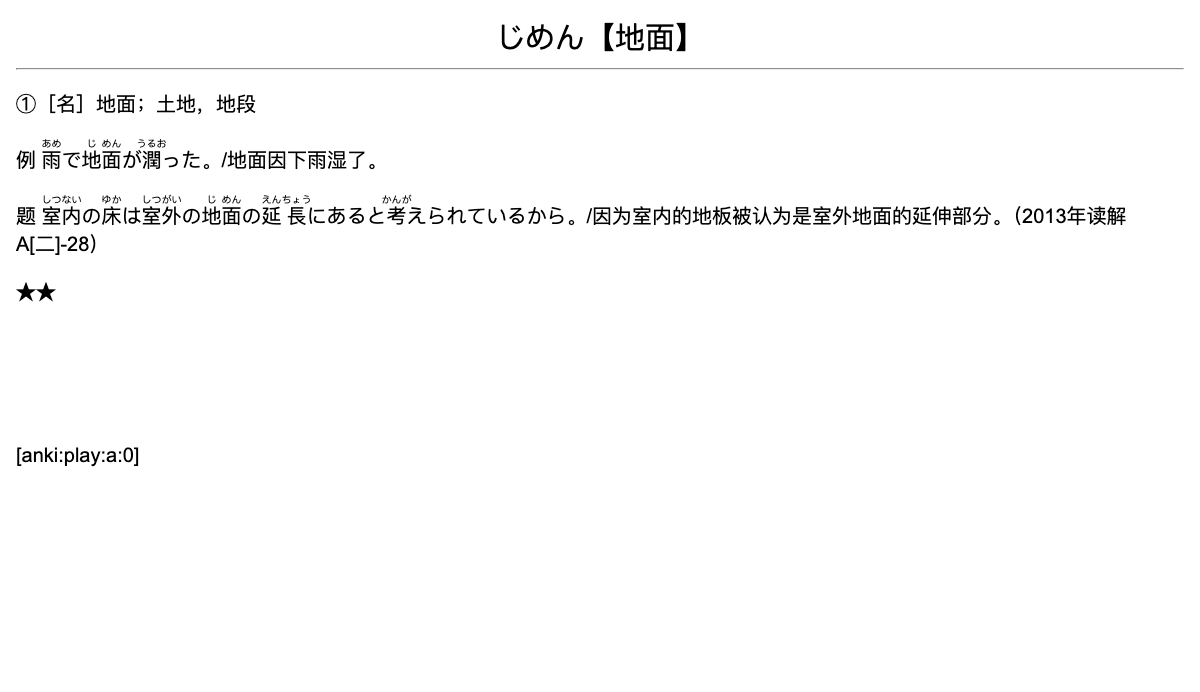 じめん【地面】
①［名］地面；土地，地段
あめ じ めん うるお
例 雨で地面が潤った。/地面因下雨湿了。
しつない ゆか しつがい じ めん えんちょう かんが
题 室内の床は室外の地面の延長にあると考えられているから。/因为室内的地板被认为是室外地面的延伸部分。（2013年读解
A[二]-28）
★★
[anki:play:a:0]